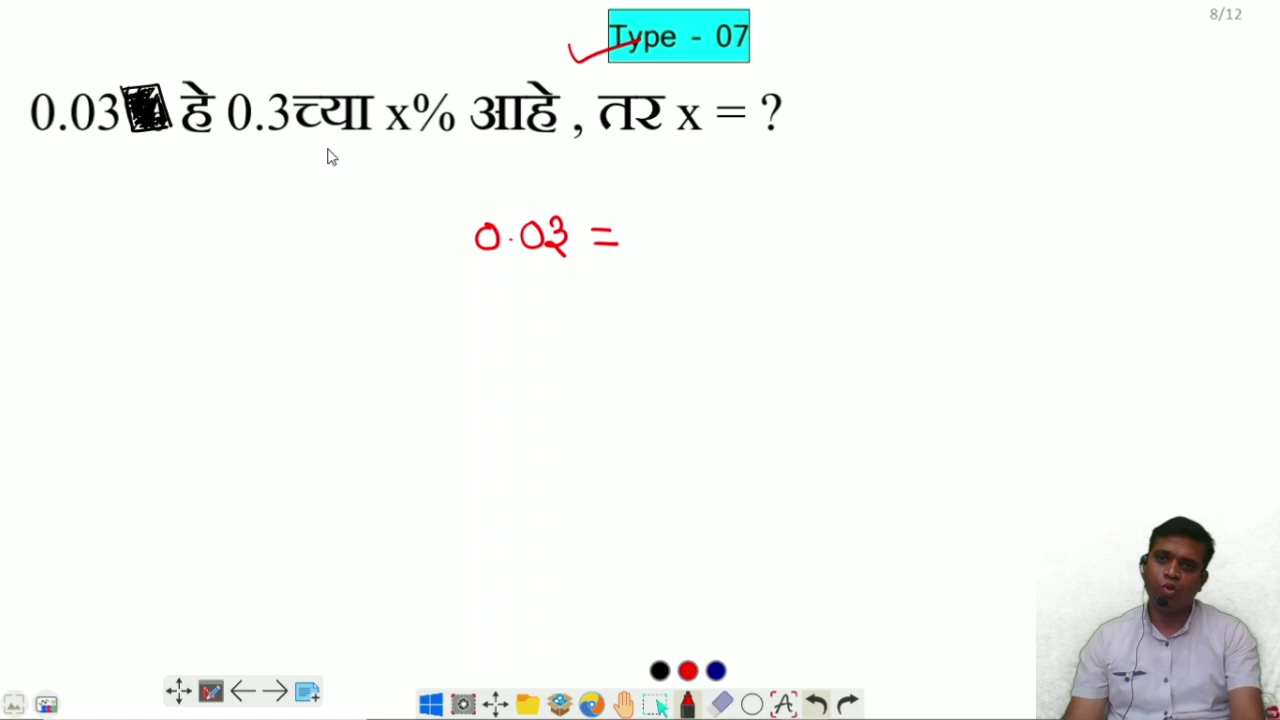 8/12
Type - 07
0.03 हे 0.3च्या x% आहे , तर x = ?
0.03 =